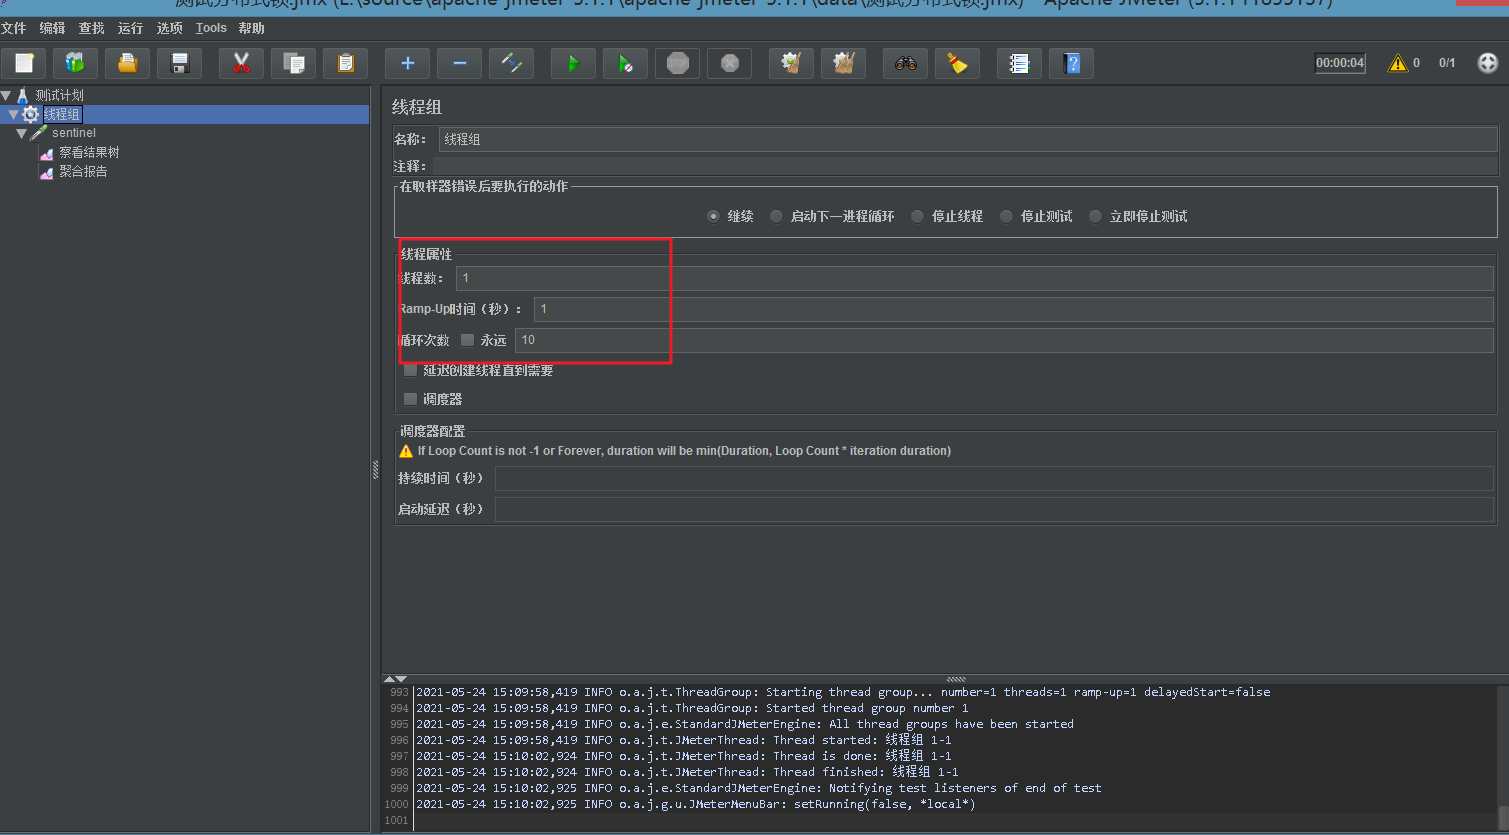 测试分布式锁.jmx (E:\source\apache-jmeter-5.1.1\apache-jmeter-5.1.1\data\测试分布式锁.jmx) - Apache JMeter (5.1.1 r1855137)
文件 编辑 查找 运行 选项 Tools 帮助
STOP
00:00:04 0 0/1
测试计划
线程组
sentinel
察看结果树
聚合报告
线程组
名称： 线程组
注释：
在取样器错误后要执行的动作
继续 启动下一进程循环 停止线程 停止测试 立即停止测试
线程属性
线程数： 1
Ramp-Up时间（秒）： 1
循环次数 永远 10
延迟创建线程直到需要
调度器
调度器配置
If Loop Count is not -1 or Forever, duration will be min(Duration, Loop Count * iteration duration)
持续时间（秒）
启动延迟（秒）
993 2021-05-24 15:09:58,419 INFO o.a.j.t.ThreadGroup: Starting thread group... number=1 threads=1 ramp-up=1 delayedStart=false
994 2021-05-24 15:09:58,419 INFO o.a.j.t.ThreadGroup: Started thread group number 1
995 2021-05-24 15:09:58,419 INFO o.a.j.e.StandardJMeterEngine: All thread groups have been started
996 2021-05-24 15:09:58,419 INFO o.a.j.t.JMeterThread: Thread started: 线程组 1-1
997 2021-05-24 15:10:02,924 INFO o.a.j.t.JMeterThread: Thread is done: 线程组 1-1
998 2021-05-24 15:10:02,924 INFO o.a.j.t.JMeterThread: Thread finished: 线程组 1-1
999 2021-05-24 15:10:02,925 INFO o.a.j.e.StandardJMeterEngine: Notifying test listeners of end of test
1000 2021-05-24 15:10:02,925 INFO o.a.j.g.u.JMeterMenuBar: setRunning(false, *local*)
1001